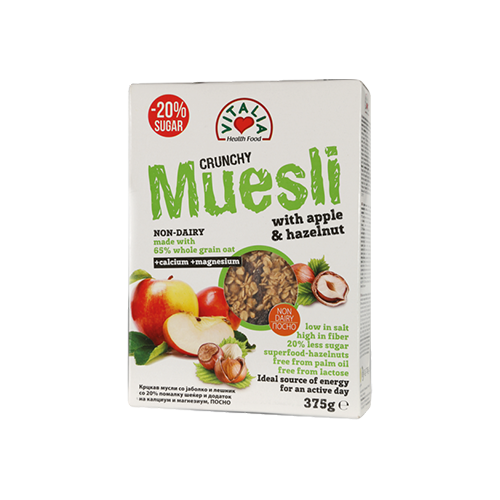 -20%
SUGAR
VITALIA
Health Food
CRUNCHY
Muesli
with apple
& hazelnut
NON-DAIRY
made with
65% whole grain oat
+calcium +magnesium
NON
DAIRY
ПОСНО
low in salt
high in fiber
20% less sugar
superfood-hazelnuts
free from palm oil
free from lactose
Ideal source of energy
for an active day
Крцкав мусли со јаболко и лешник
со 20% помалку шеќер и додаток
на калциум и магнезиум, ПОСНО
375g e